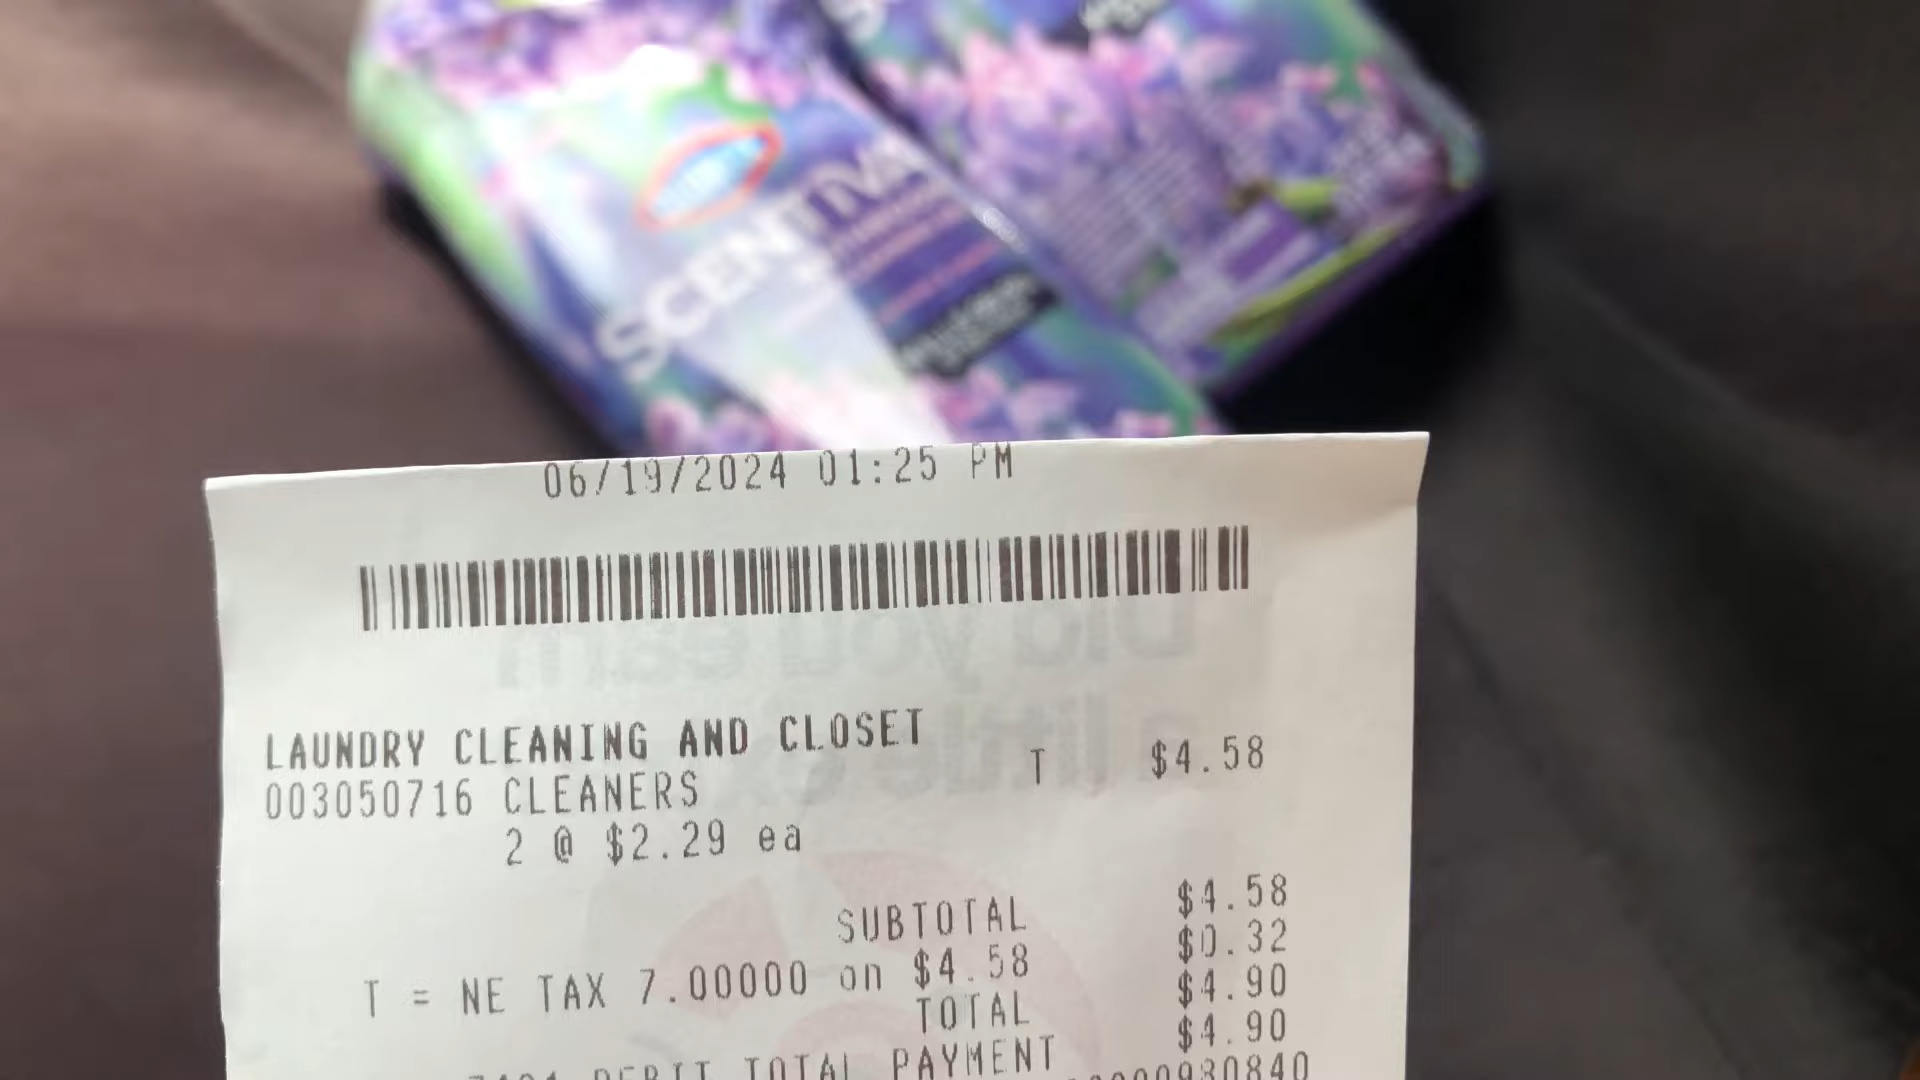 SCENTIVA
06/19/2024 01:25 PM
LAUNDRY CLEANING AND CLOSET
003050716 CLEANERS T $4.58
2 @ $2.29 ea
SUBTOTAL $4.58
T = NE TAX 7.00000 on $4.58 $0.32
TOTAL $4.90
DEBIT TOTAL PAYMENT $4.90